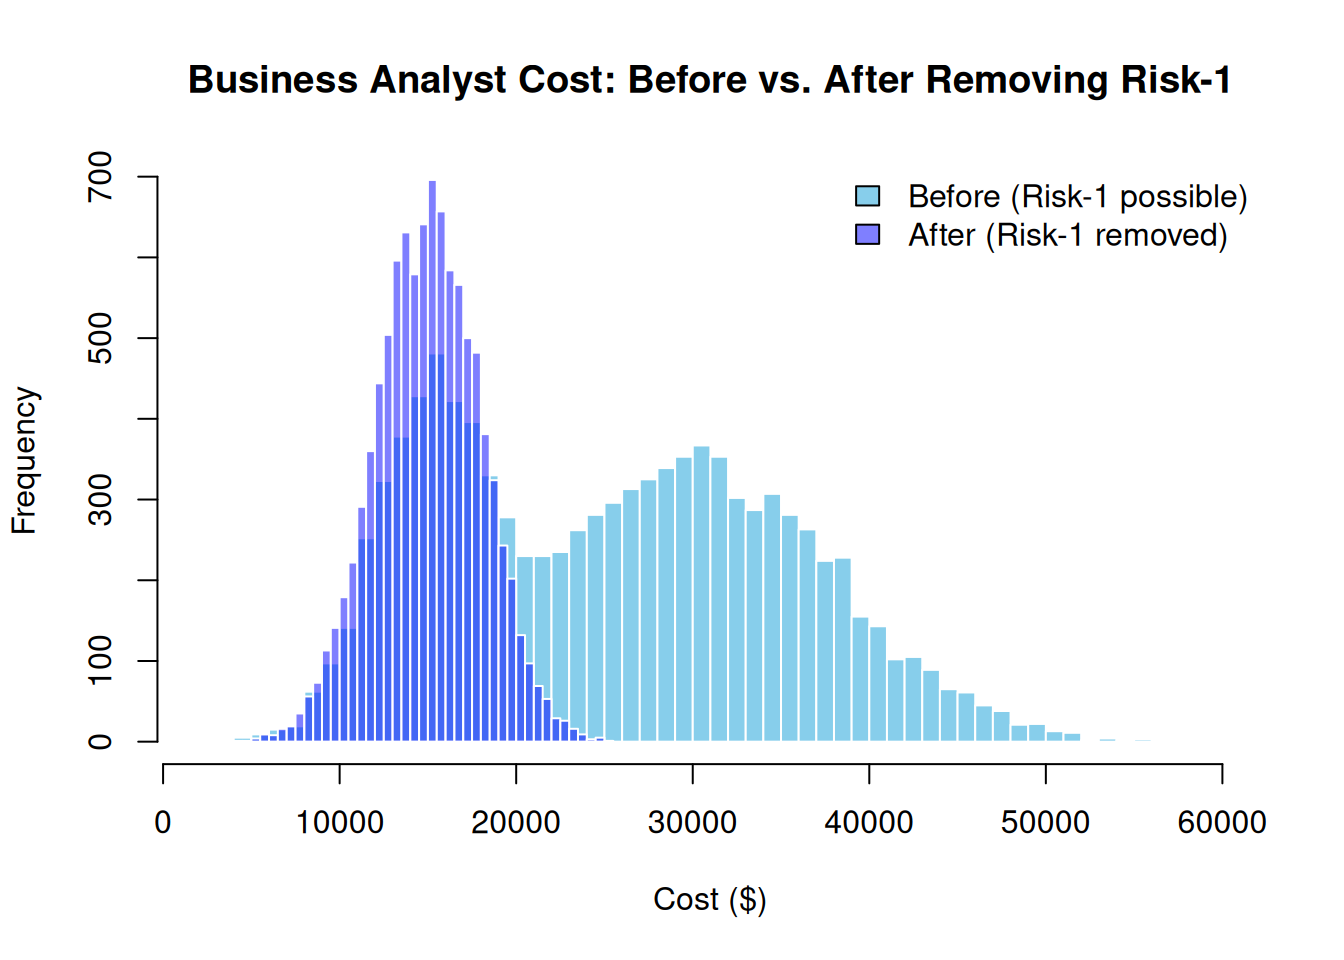 Business Analyst Cost: Before vs. After Removing Risk-1
Before (Risk-1 possible)
After (Risk-1 removed)
Frequency
700
500
300
100
0
0 10000 20000 30000 40000 50000 60000
Cost ($)